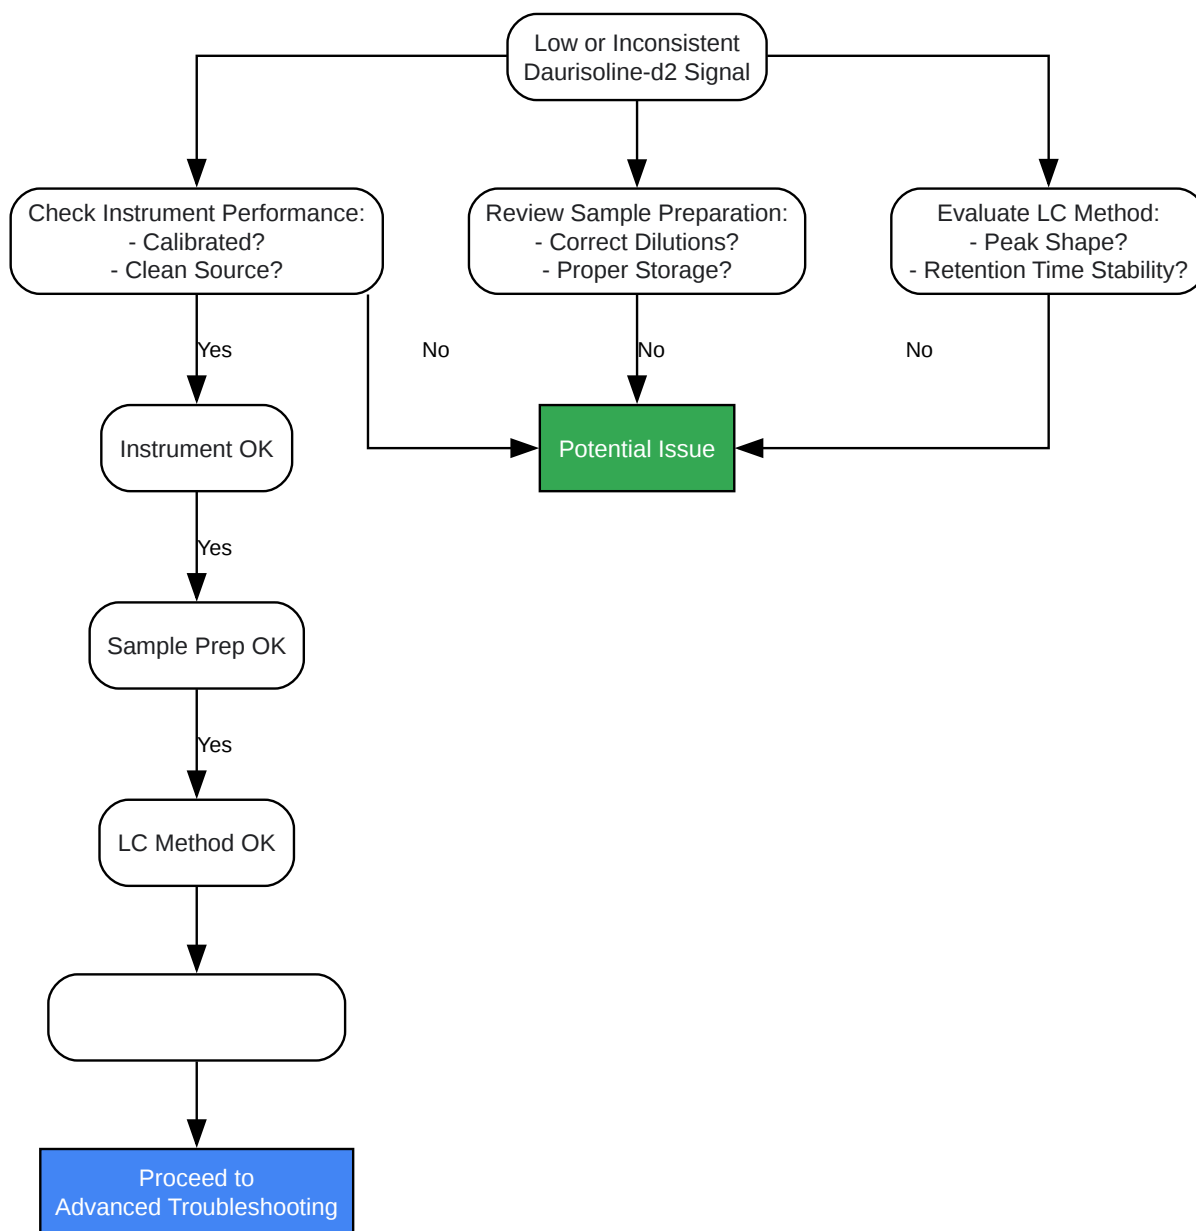 Low or Inconsistent
Daurisoline-d2 Signal
Check Instrument Performance:
- Calibrated?
- Clean Source?
Review Sample Preparation:
- Correct Dilutions?
- Proper Storage?
Evaluate LC Method:
- Peak Shape?
- Retention Time Stability?
Yes
No
No
No
Instrument OK
Potential Issue
Yes
Sample Prep OK
Yes
LC Method OK
Proceed to
Advanced Troubleshooting